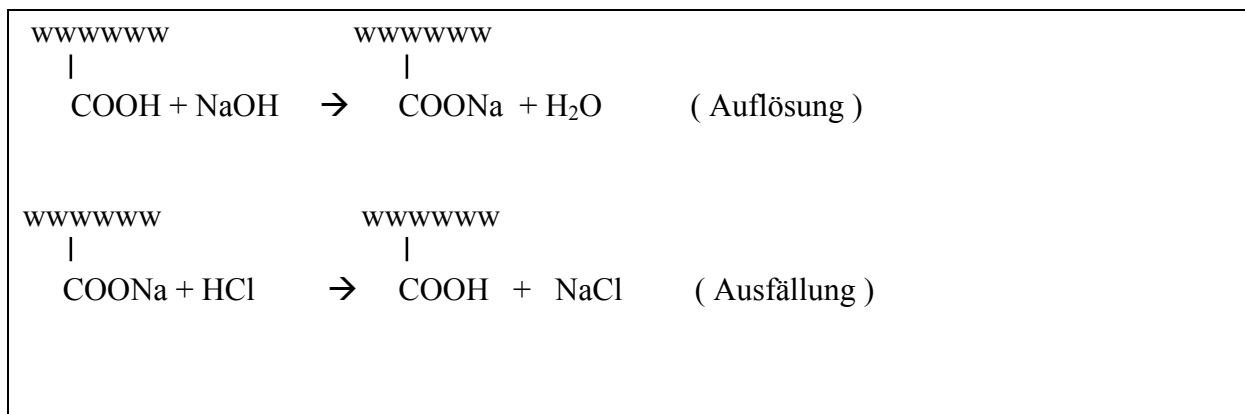 wwwwww wwwwww
| |
COOH + NaOH → COONa + H₂O ( Auflösung )
wwwwww wwwwww
| |
COONa + HCl → COOH + NaCl ( Ausfällung )